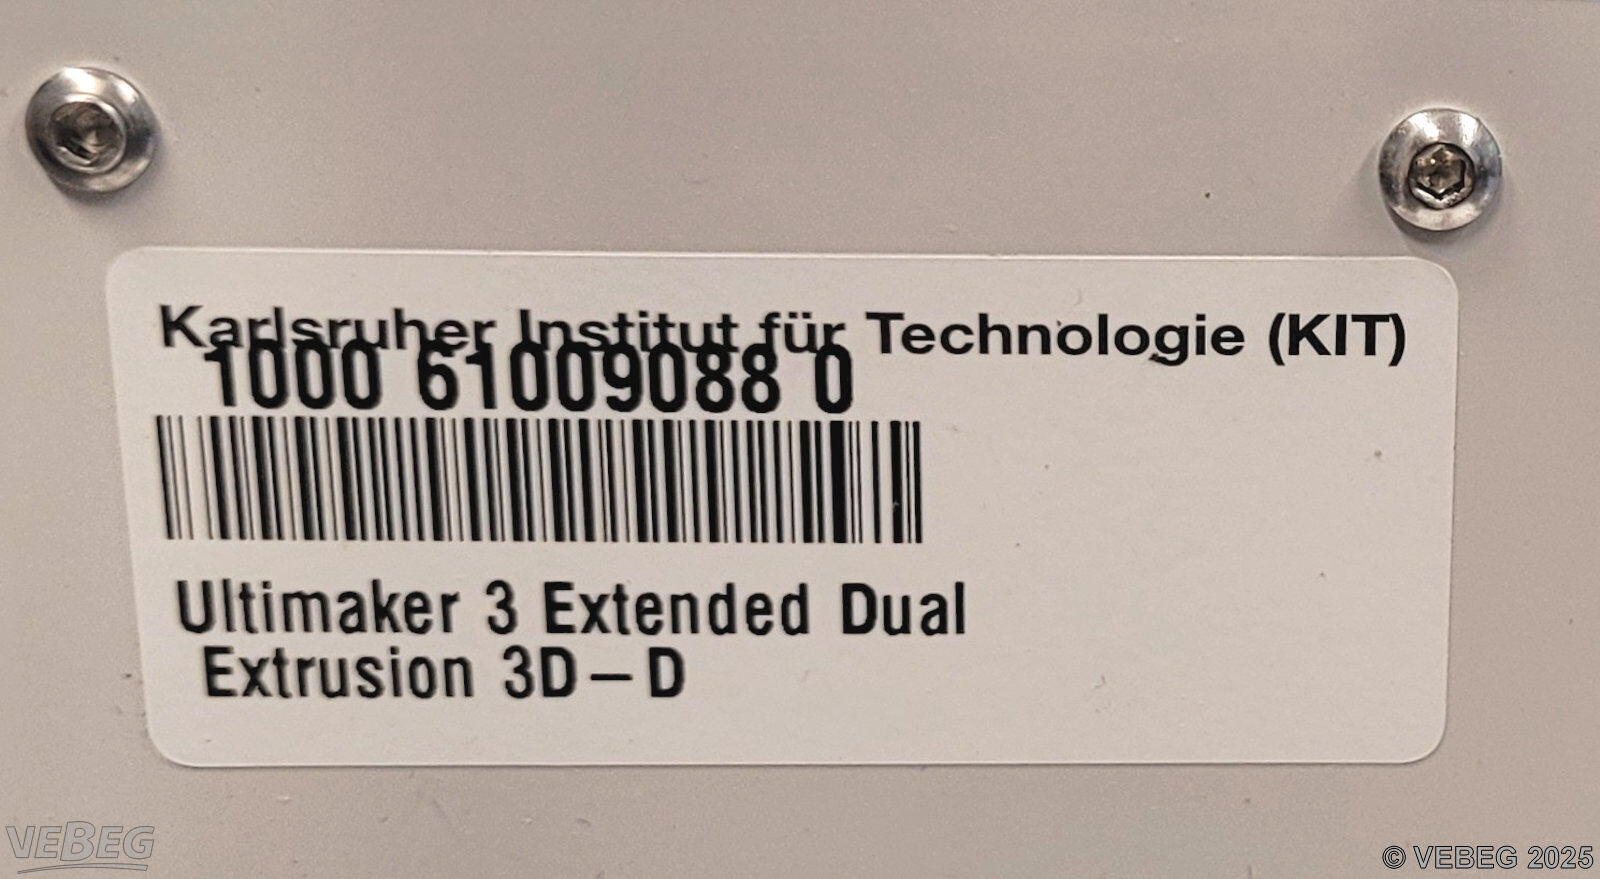 Karlsruher Institut für Technologie (KIT)
1000 61009088 0
Ultimaker 3 Extended Dual
Extrusion 3D-D
VEBEG
© VEBEG 2025